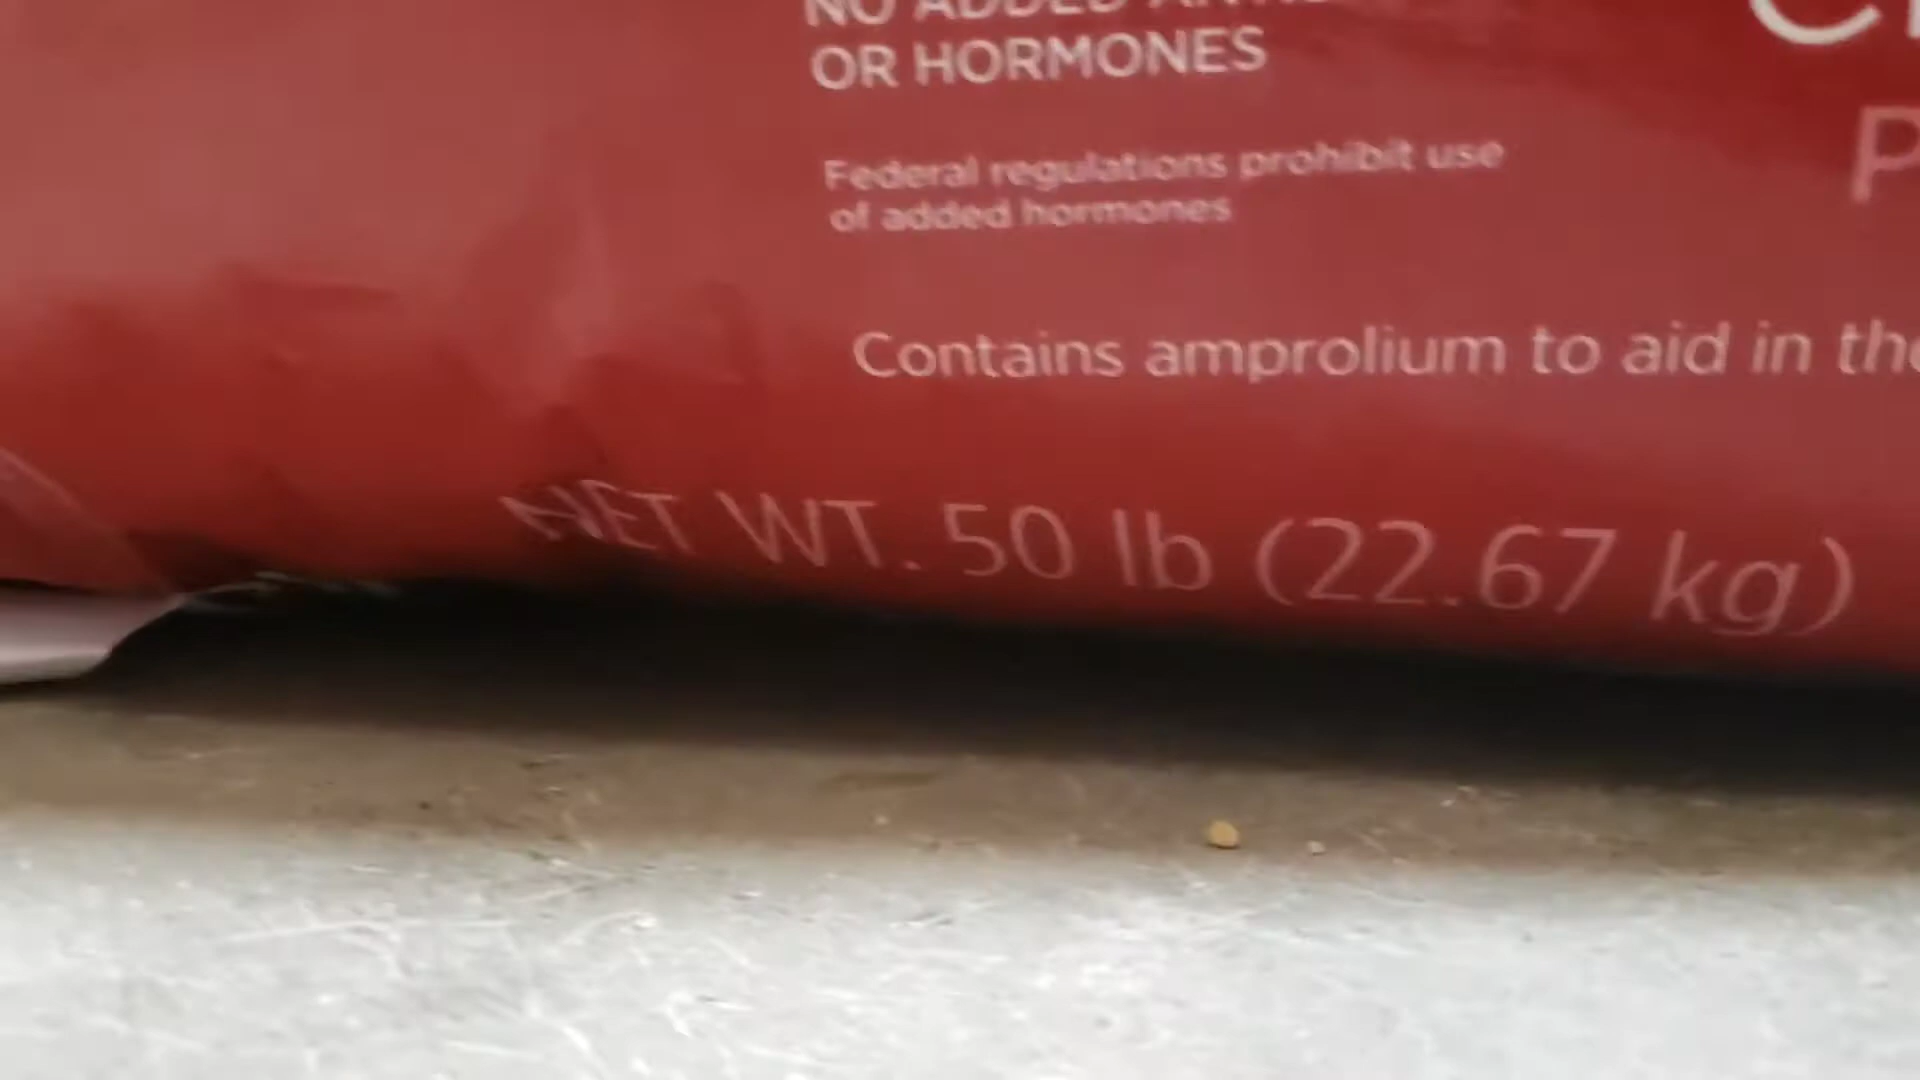 NO ADDED
OR HORMONES
Federal regulations prohibit use
of added hormones
Contains amprolium to aid in the
NET WT. 50 lb (22.67 kg)